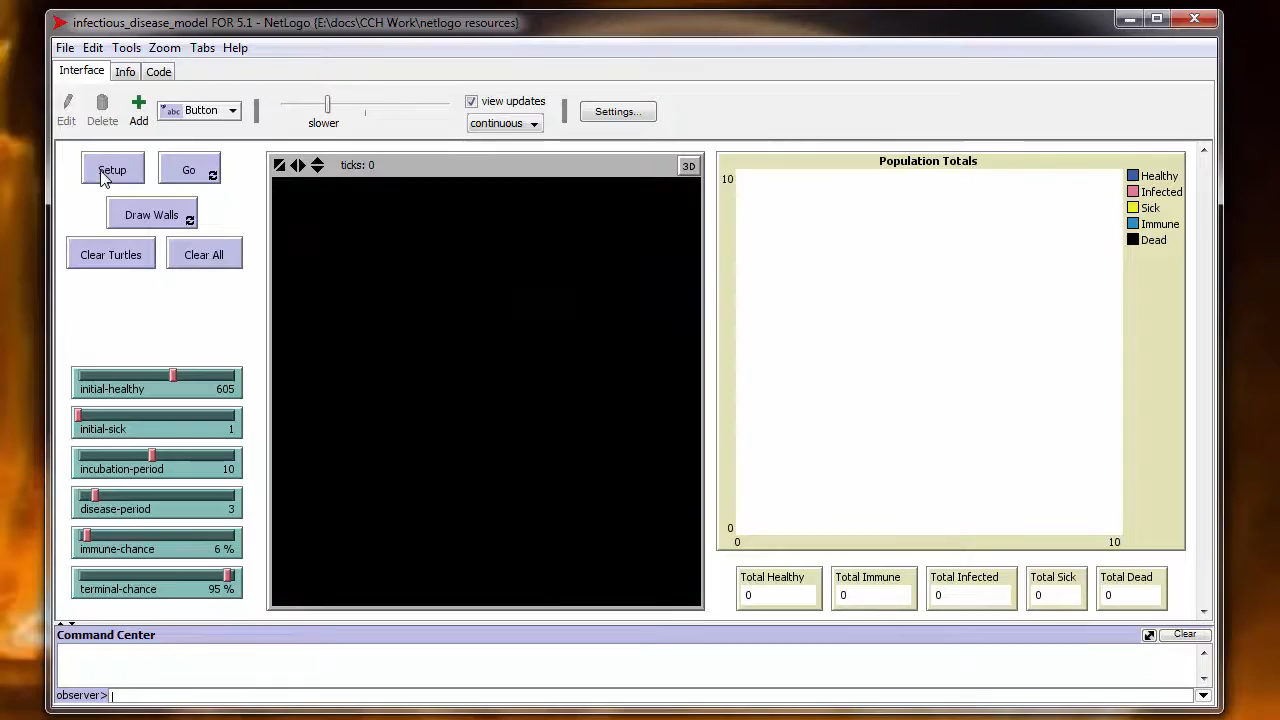 infectious_disease_model FOR 5.1 - NetLogo {E:\docs\CCH Work\netlogo resources}
File Edit Tools Zoom Tabs Help
Interface Info Code
Edit Delete Add abc Button slower view updates continuous Settings...
Setup Go
Draw Walls
Clear Turtles Clear All
initial-healthy 605
initial-sick 1
incubation-period 10
disease-period 3
immune-chance 6 %
terminal-chance 95 %
ticks: 0 3D
Population Totals
10
0
0 10
Healthy
Infected
Sick
Immune
Dead
Total Healthy
0
Total Immune
0
Total Infected
0
Total Sick
0
Total Dead
0
Command Center Clear
observer>